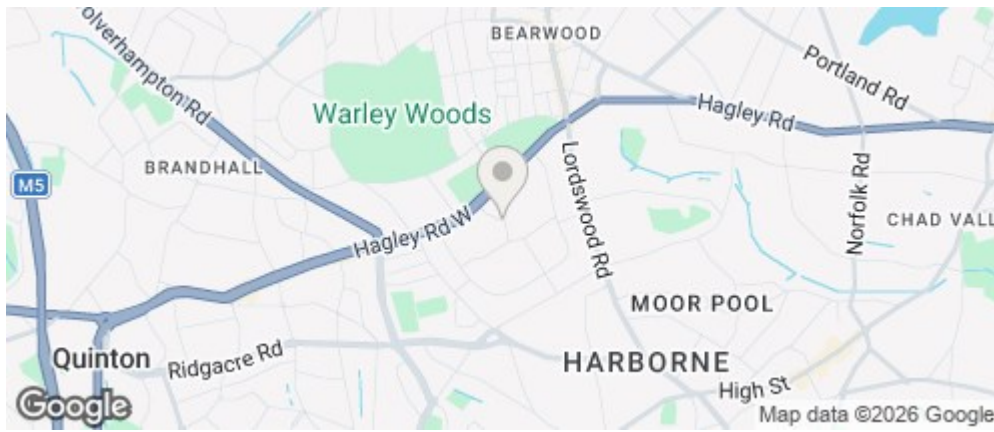 BEARWOOD
olverhampton Rd
Portland Rd
Warley Woods
Hagley Rd
BRANDHALL
M5
Lordswood Rd
Norfolk Rd
CHAD VALL
Hagley Rd W
MOOR POOL
Quinton
Ridgacre Rd
HARBORNE
High St
Google
Map data ©2026 Google